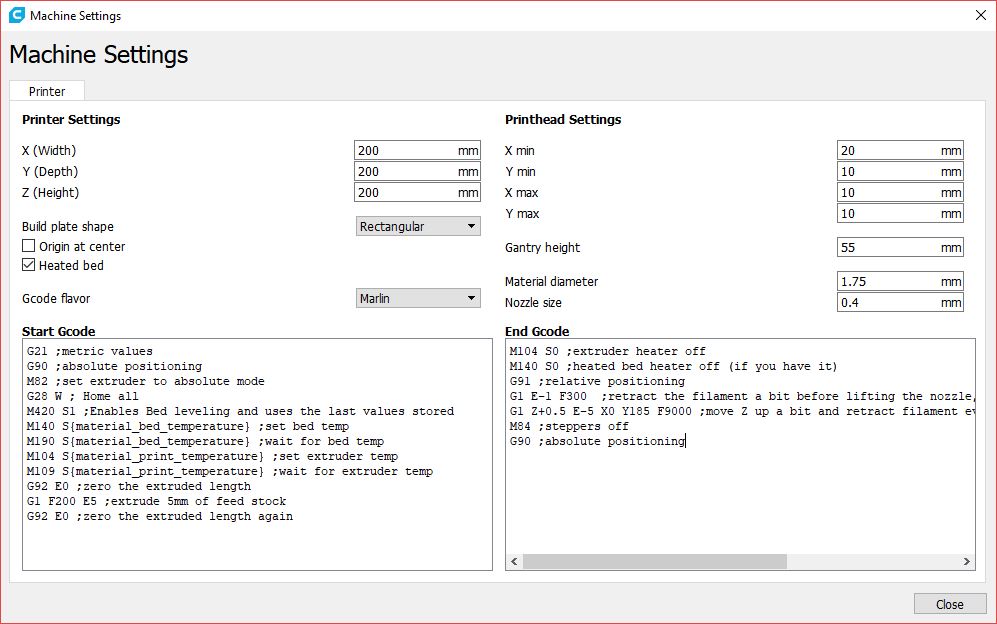 Machine Settings
Machine Settings
Printer
Printer Settings
X (Width) 200 mm
Y (Depth) 200 mm
Z (Height) 200 mm
Build plate shape Rectangular
Origin at center
Heated bed
Gcode flavor Marlin
Printhead Settings
X min 20 mm
Y min 10 mm
X max 10 mm
Y max 10 mm
Gantry height 55 mm
Material diameter 1.75 mm
Nozzle size 0.4 mm
Start Gcode
G21 ;metric values
G90 ;absolute positioning
M82 ;set extruder to absolute mode
G28 W ; Home all
M420 S1 ;Enables Bed leveling and uses the last values stored
M140 S{material_bed_temperature} ;set bed temp
M190 S{material_bed_temperature} ;wait for bed temp
M104 S{material_print_temperature} ;set extruder temp
M109 S{material_print_temperature} ;wait for extruder temp
G92 E0 ;zero the extruded length
G1 F200 E5 ;extrude 5mm of feed stock
G92 E0 ;zero the extruded length again
End Gcode
M104 S0 ;extruder heater off
M140 S0 ;heated bed heater off (if you have it)
G91 ;relative positioning
G1 E-1 F300  ;retract the filament a bit before lifting the nozzle,
G1 Z+0.5 E-5 X0 Y185 F9000 ;move Z up a bit and retract filament
M84 ;steppers off
G90 ;absolute positioning
Close